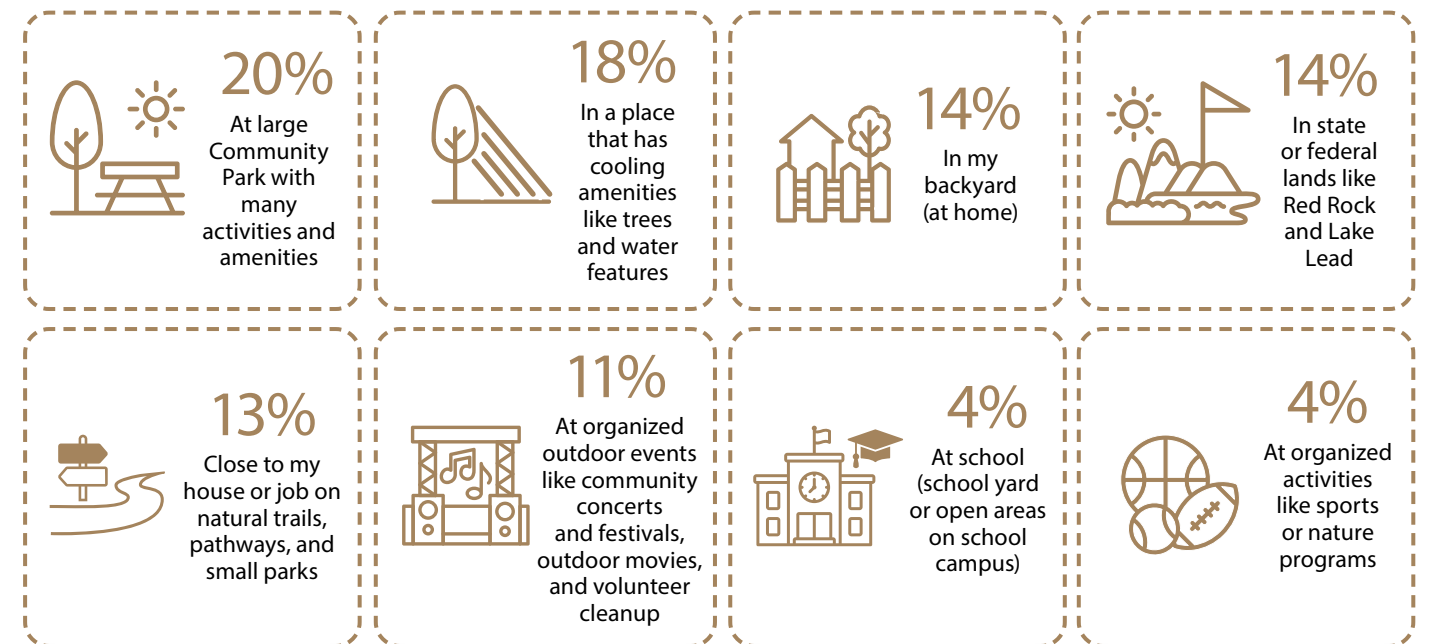 20%
At large
Community
Park with
many
activities and
amenities
18%
In a place
that has
cooling
amenities
like trees
and water
features
14%
In my
backyard
(at home)
14%
In state
or federal
lands like
Red Rock
and Lake
Lead
13%
Close to my
house or job on
natural trails,
pathways, and
small parks
11%
At organized
outdoor events
like community
concerts
and festivals,
outdoor movies,
and volunteer
cleanup
4%
At school
(school yard
or open areas
on school
campus)
4%
At organized
activities
like sports
or nature
programs